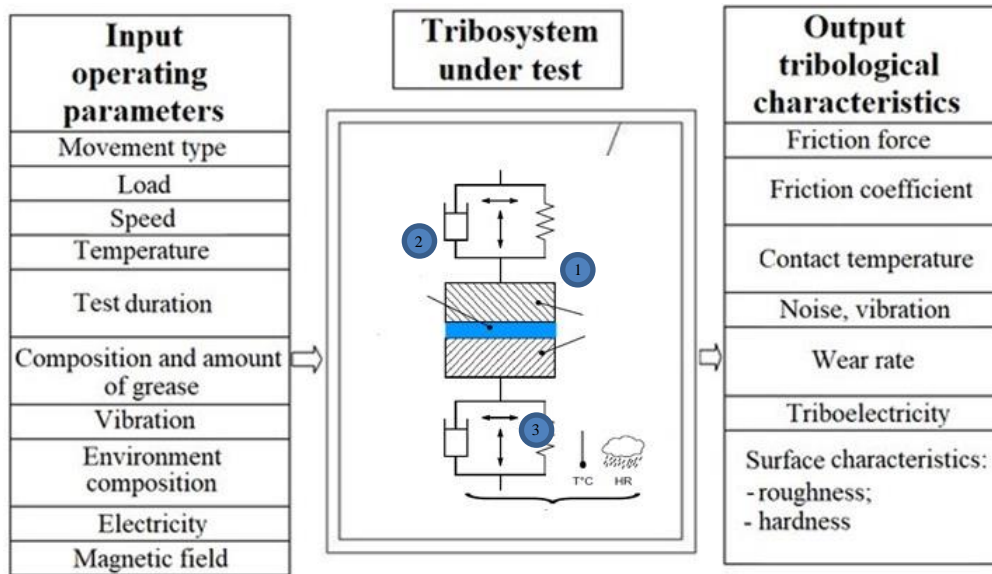 Input
operating
parameters
Movement type
Load
Speed
Temperature
Test duration
Composition and amount
of grease
Vibration
Environment
composition
Electricity
Magnetic field
Tribosystem
under test
2
1
3
T°C
HR
Output
tribological
characteristics
Friction force
Friction coefficient
Contact temperature
Noise, vibration
Wear rate
Triboelectricity
Surface characteristics:
- roughness;
- hardness